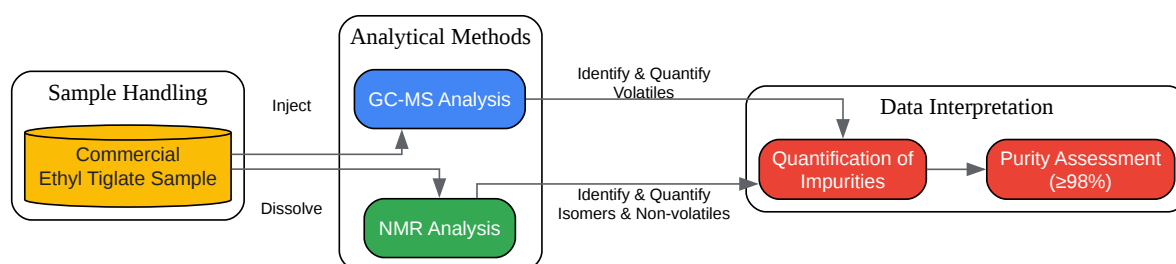 Sample Handling
Commercial
Ethyl Tiglate Sample
Inject
Dissolve
Analytical Methods
GC-MS Analysis
NMR Analysis
Identify & Quantify
Volatiles
Identify & Quantify
Isomers & Non-volatiles
Data Interpretation
Quantification of
Impurities
Purity Assessment
(≥98%)